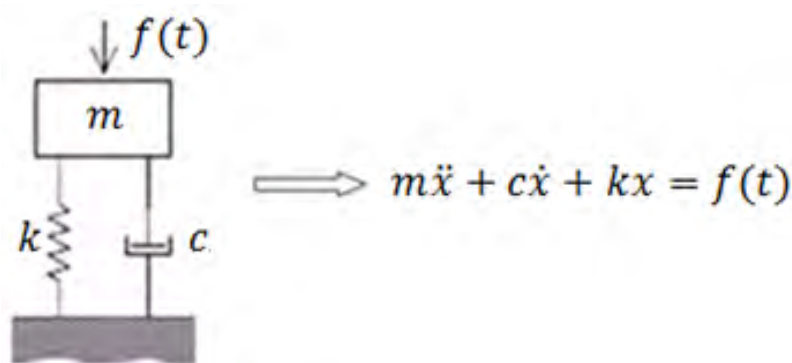 f(t)
m
k
c
mẍ + cẋ + kx = f(t)